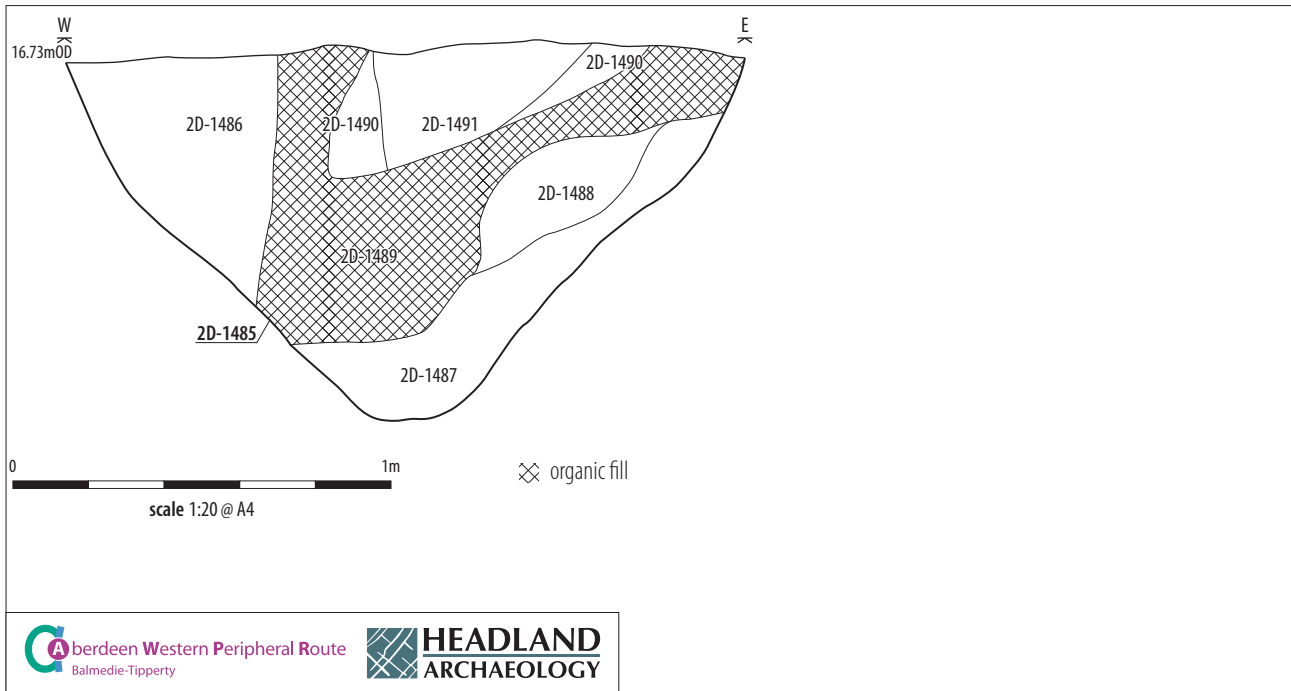 W
E
16.73mOD
2D-1490
2D-1486
2D-1490
2D-1491
2D-1488
2D-1489
2D-1485
2D-1487
0
1m
organic fill
scale 1:20 @ A4
Aberdeen Western Peripheral Route
Balmedie-Tipperty
HEADLAND
ARCHAEOLOGY